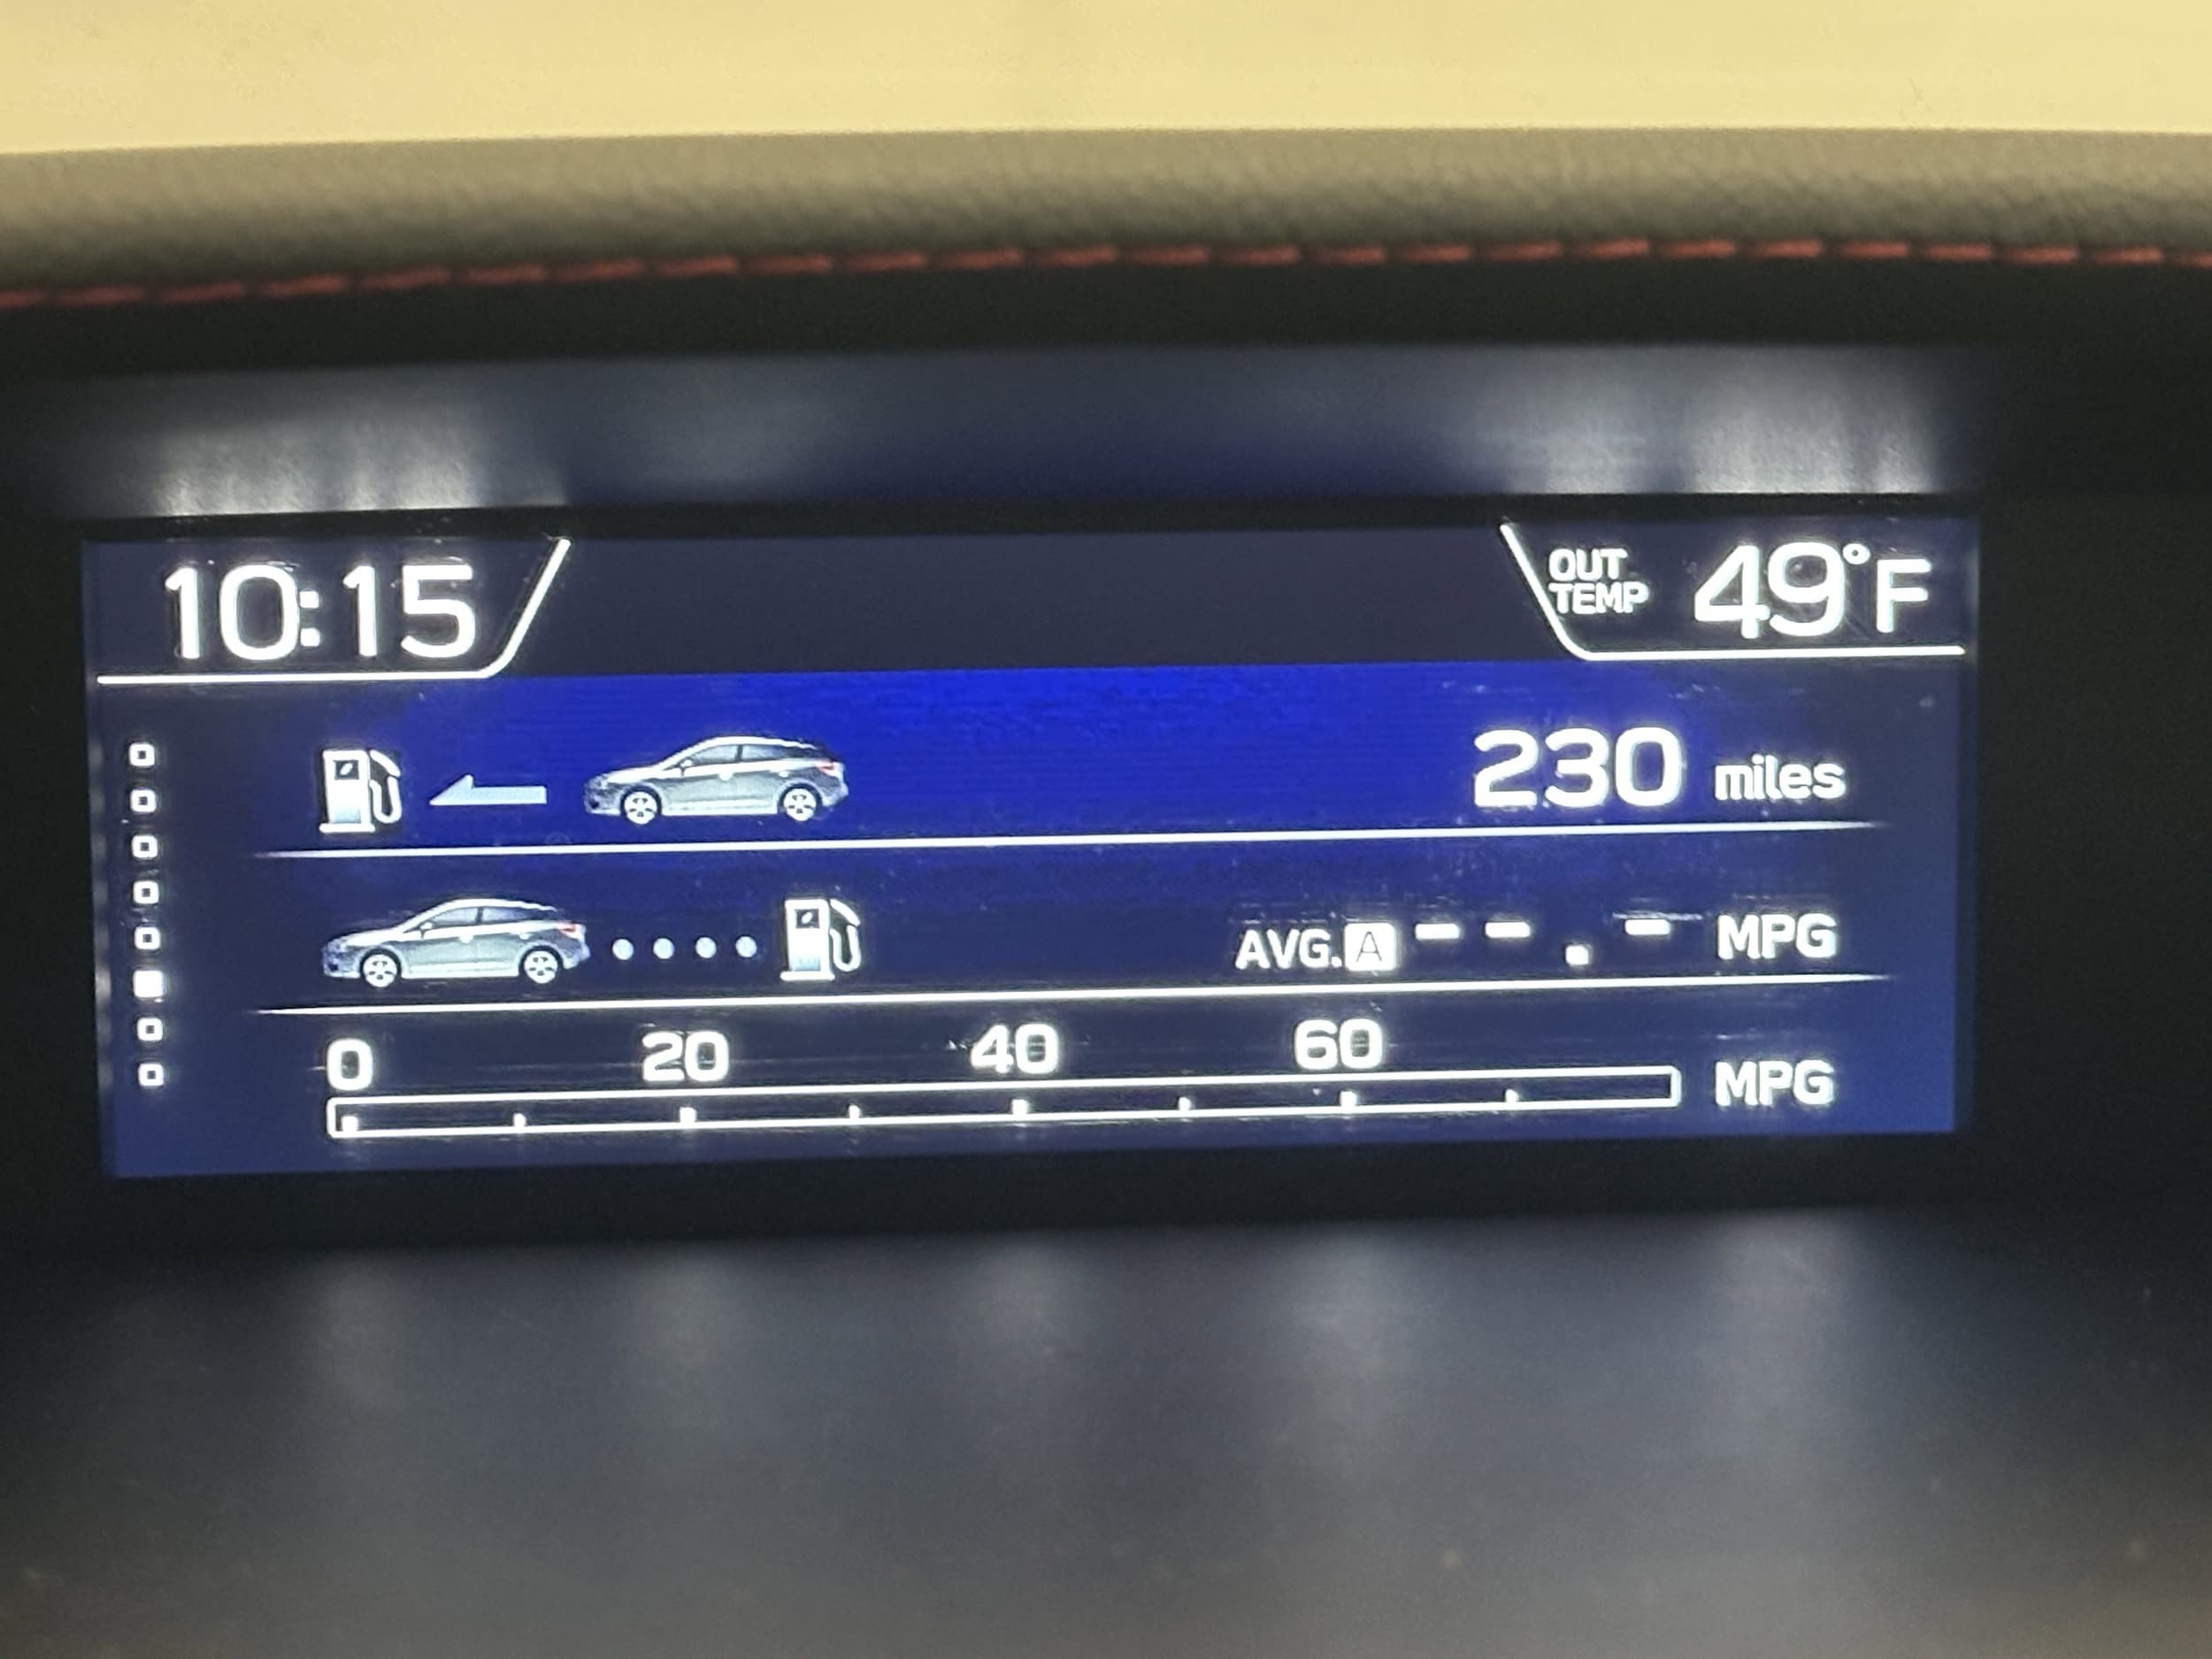 10:15
OUT TEMP 49°F
230 miles
AVG. A --.- MPG
0 20 40 60
MPG